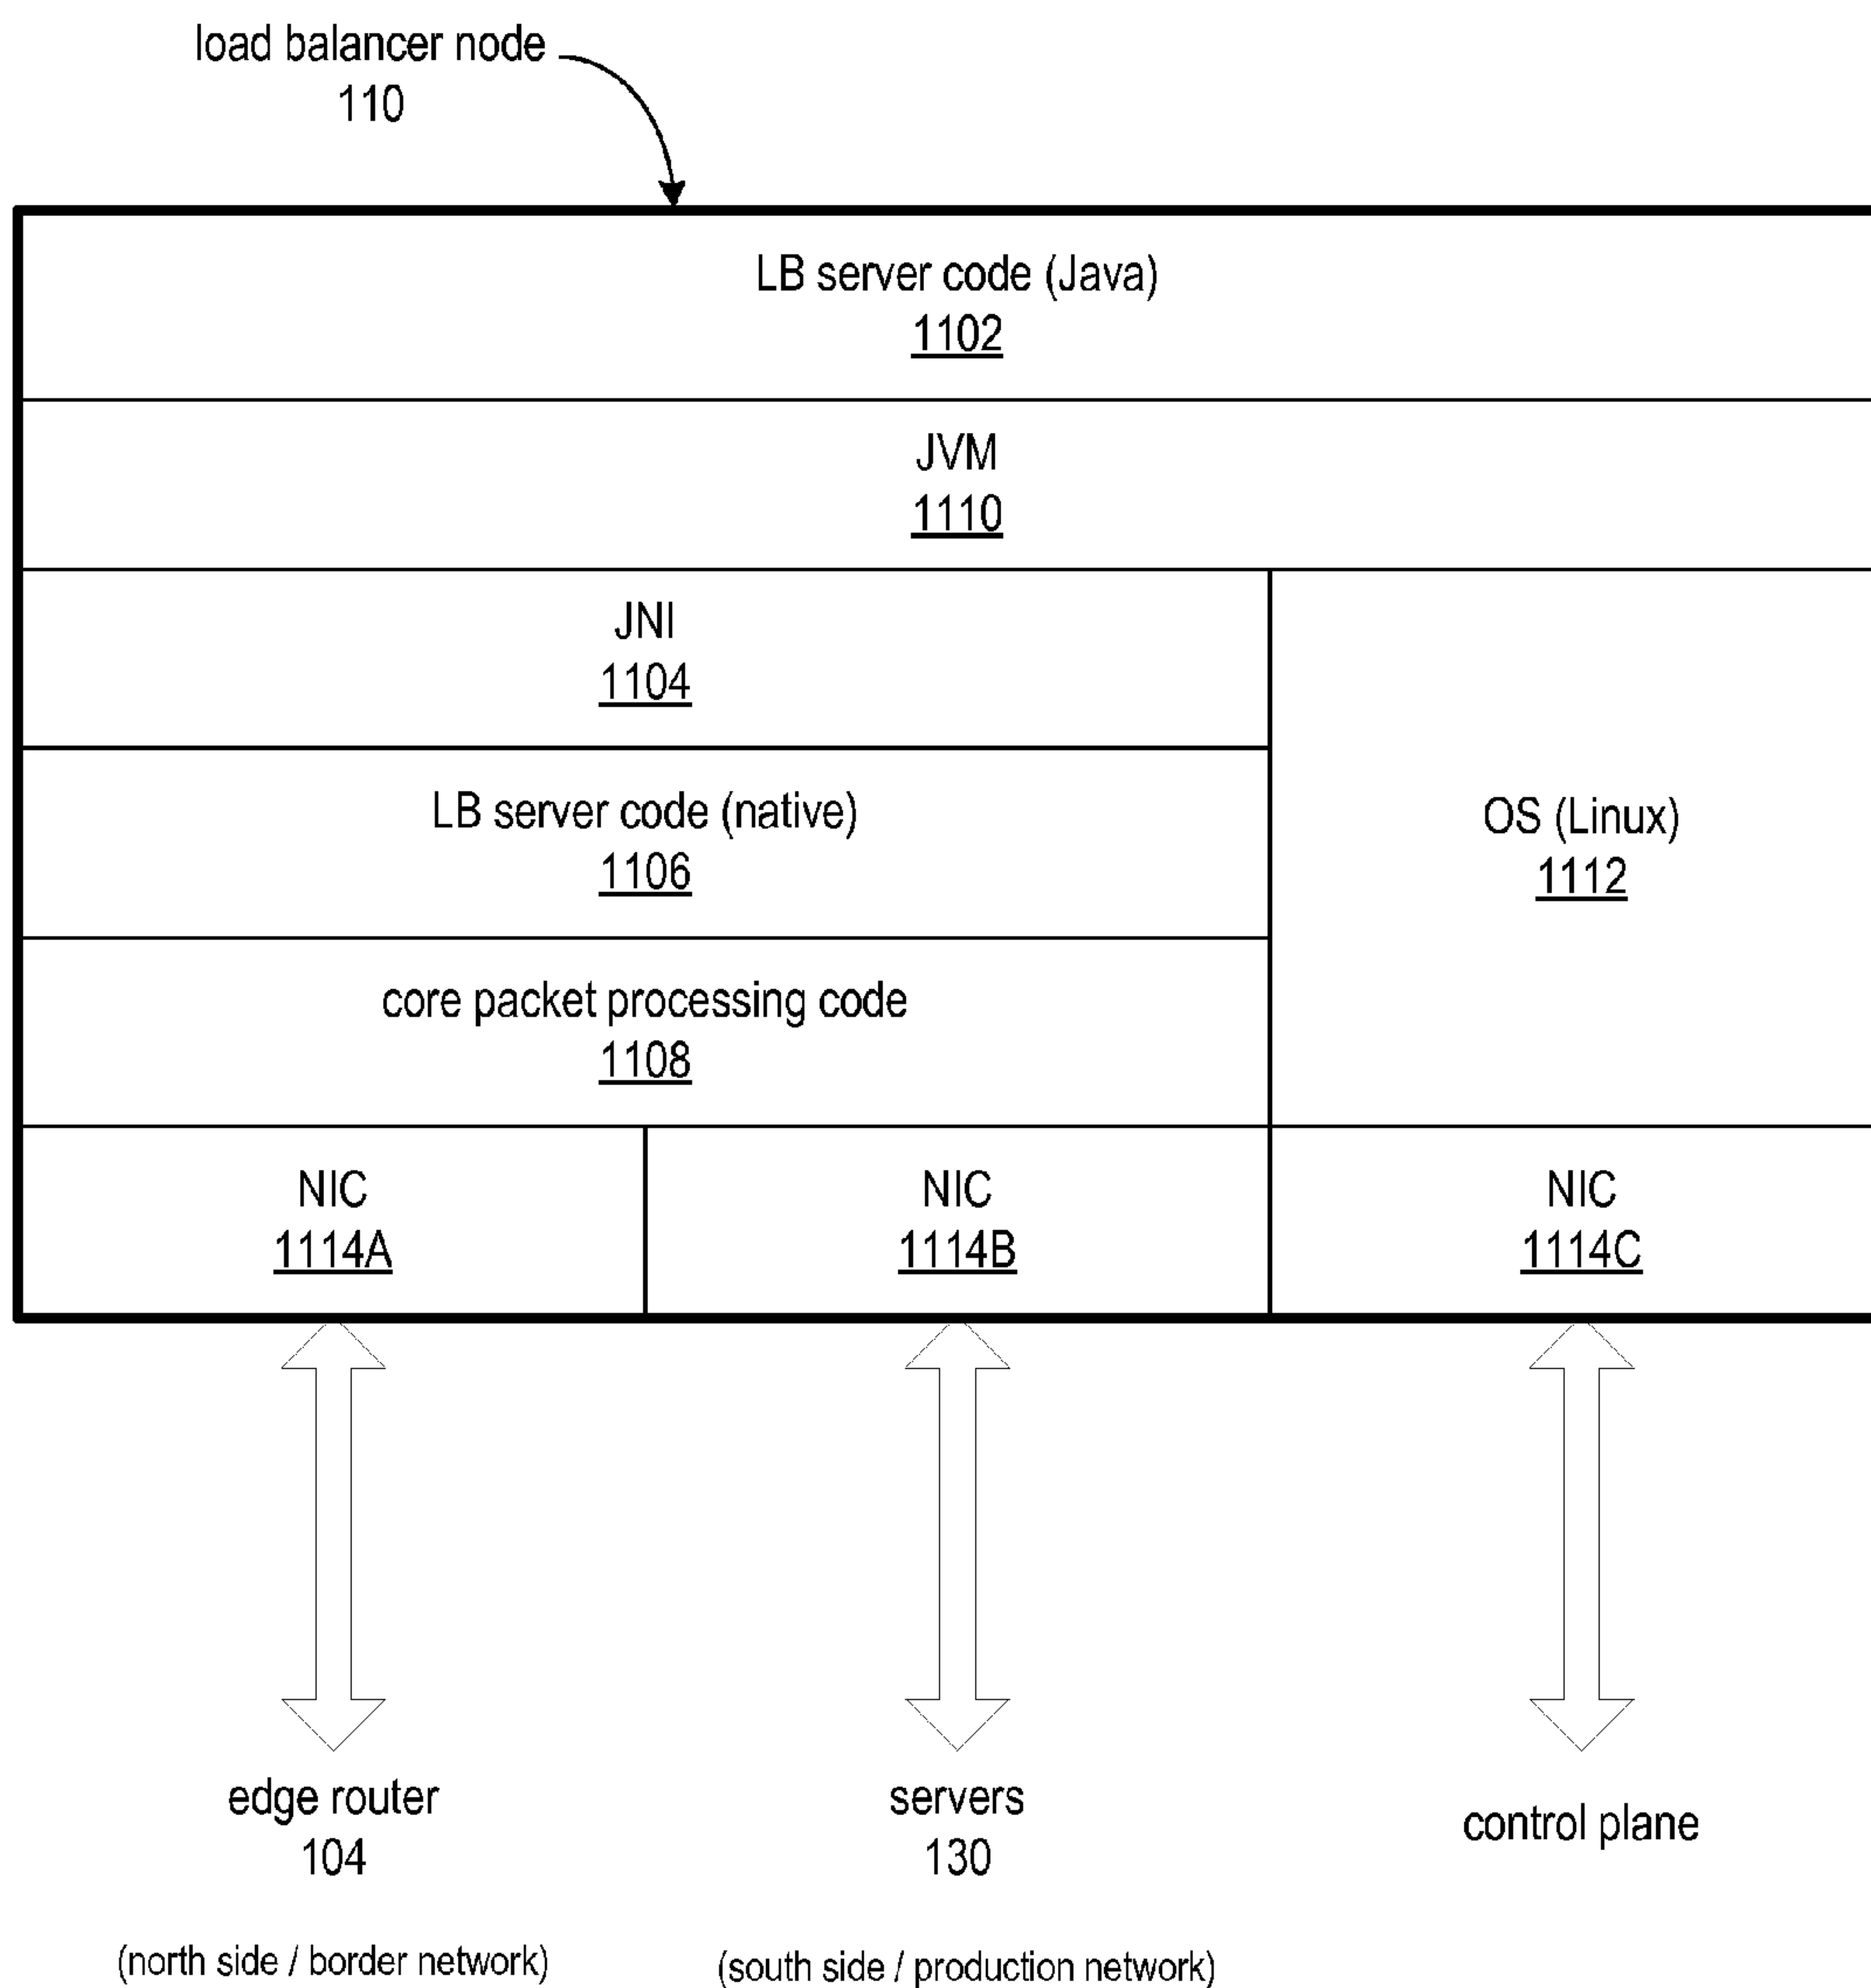 load balancer node
110
LB server code (Java)
1102
JVM
1110
JNI
1104
LB server code (native)
1106
OS (Linux)
1112
core packet processing code
1108
NIC
1114A
NIC
1114B
NIC
1114C
edge router
104
servers
130
control plane
(north side / border network)
(south side / production network)